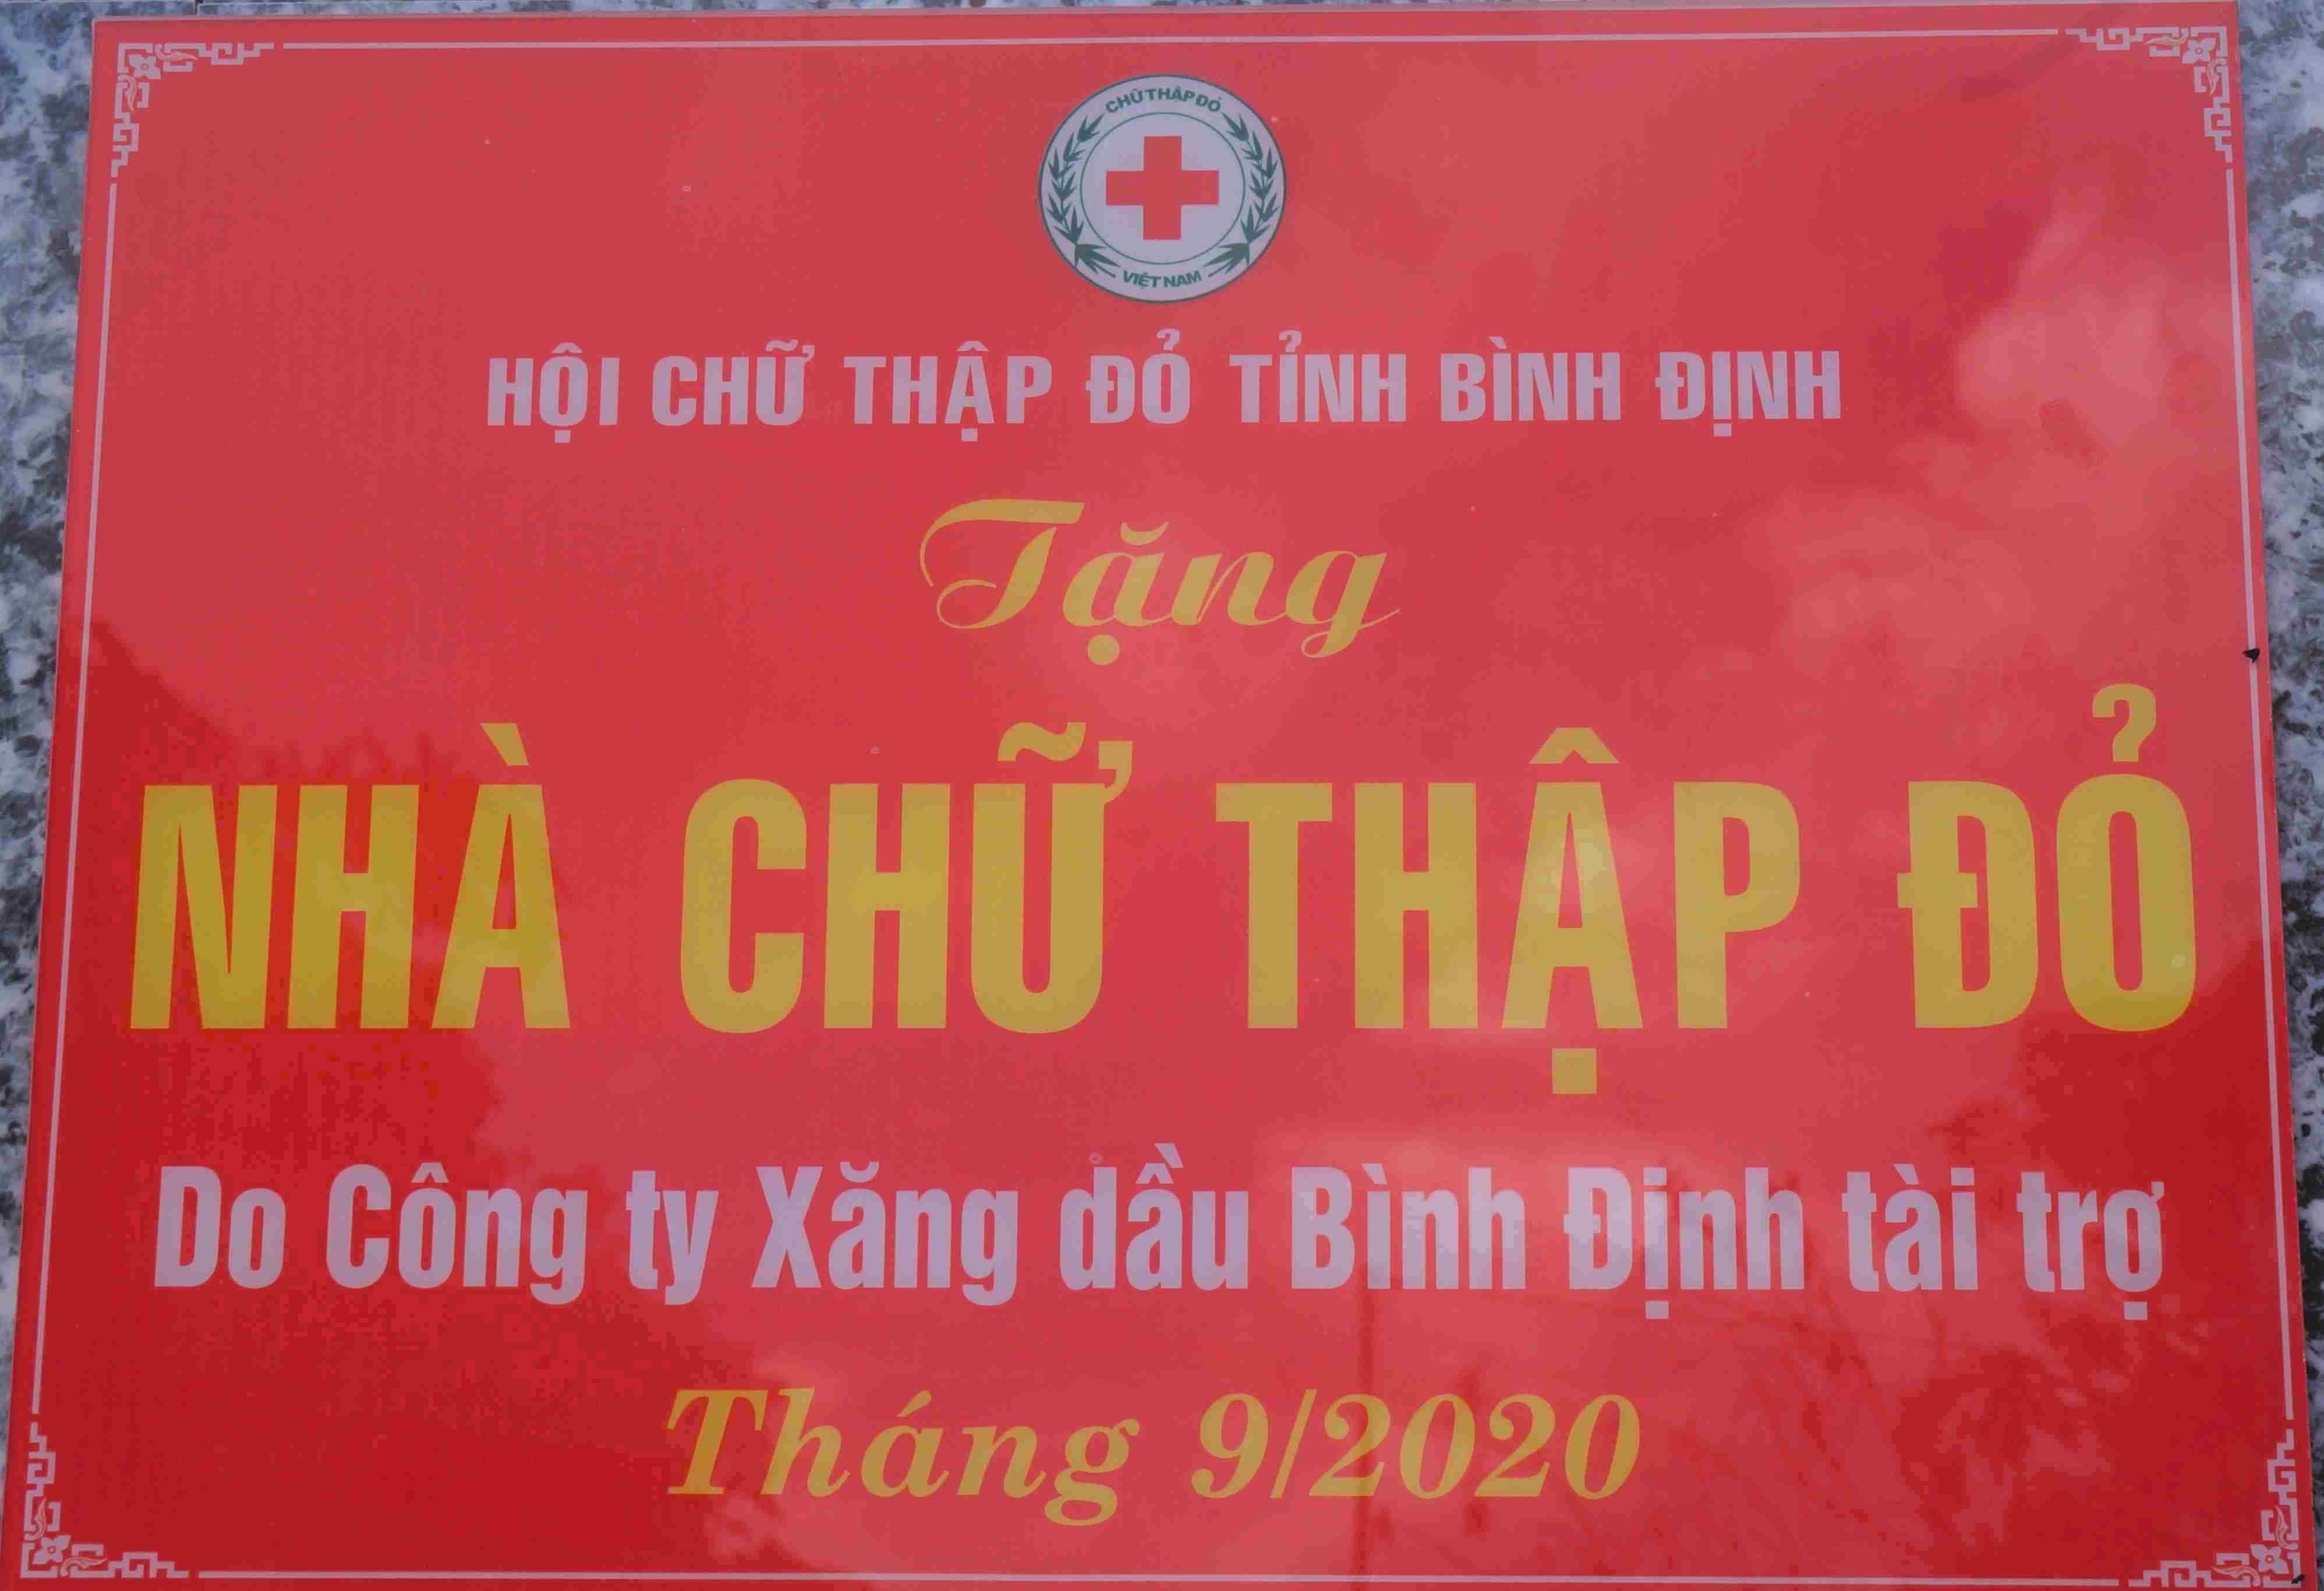 CHỮ THẬP ĐỎ
VIỆT NAM
HỘI CHỮ THẬP ĐỎ TỈNH BÌNH ĐỊNH
Tặng
NHÀ CHỮ THẬP ĐỎ
Do Công ty Xăng dầu Bình Định tài trợ
Tháng 9/2020